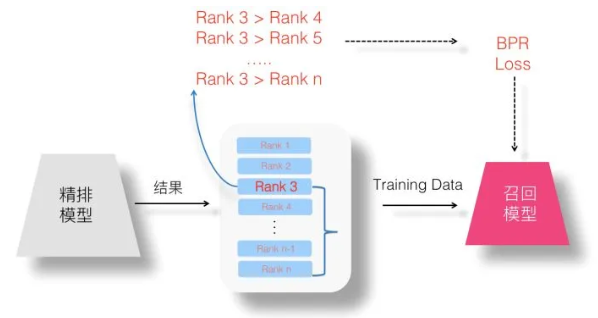 Rank 3 > Rank 4
Rank 3 > Rank 5
.....
Rank 3 > Rank n
BPR
Loss
精排
模型
结果
Rank 1
Rank 2
Rank 3
Rank 4
⋮
Rank n-1
Rank n
Training Data
召回
模型